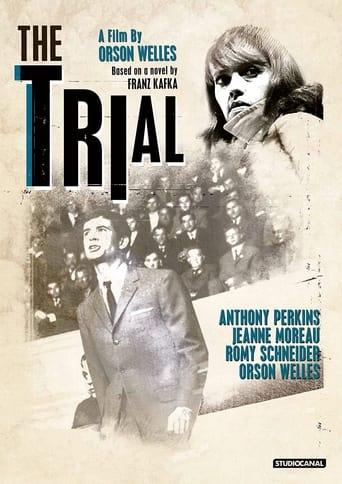 THE
TRIAL
A Film By
ORSON WELLES
Based on a novel by
FRANZ KAFKA
ANTHONY PERKINS
JEANNE MOREAU
ROMY SCHNEIDER
ORSON WELLES
STUDIOCANAL